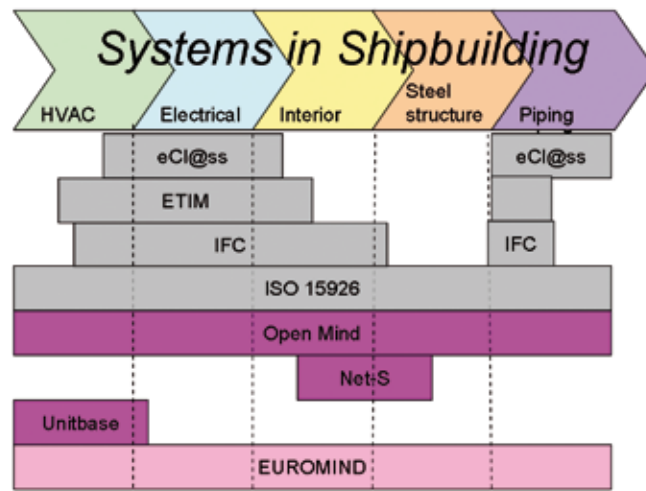 Systems in Shipbuilding
HVAC
Electrical
Interior
Steel
structure
Piping
eCl@ss
eCl@ss
ETIM
IFC
IFC
ISO 15926
Open Mind
Net-S
Unitbase
EUROMIND